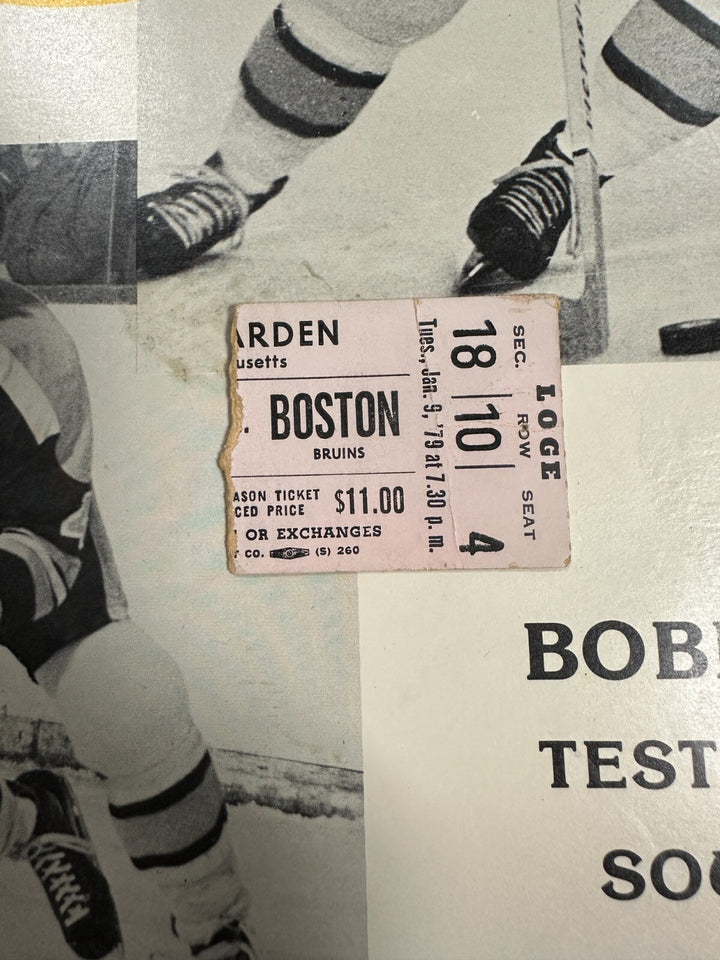 ARDEN
usetts
. BOSTON
BRUINS
ASON TICKET
CED PRICE
$11.00
OR EXCHANGES
T CO. (S) 260
Tues., Jan. 9, '79 at 7.30 p. m.
18 10 4
SEC. ROW SEAT
LOGE
BOB
TEST
SO